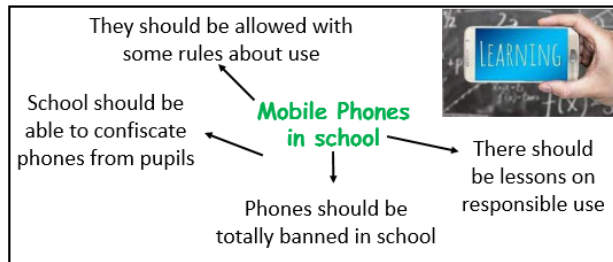 They should be allowed with
some rules about use
LEARNING
Mobile Phones
in school
School should be
able to confiscate
phones from pupils
There should
be lessons on
responsible use
Phones should be
totally banned in school